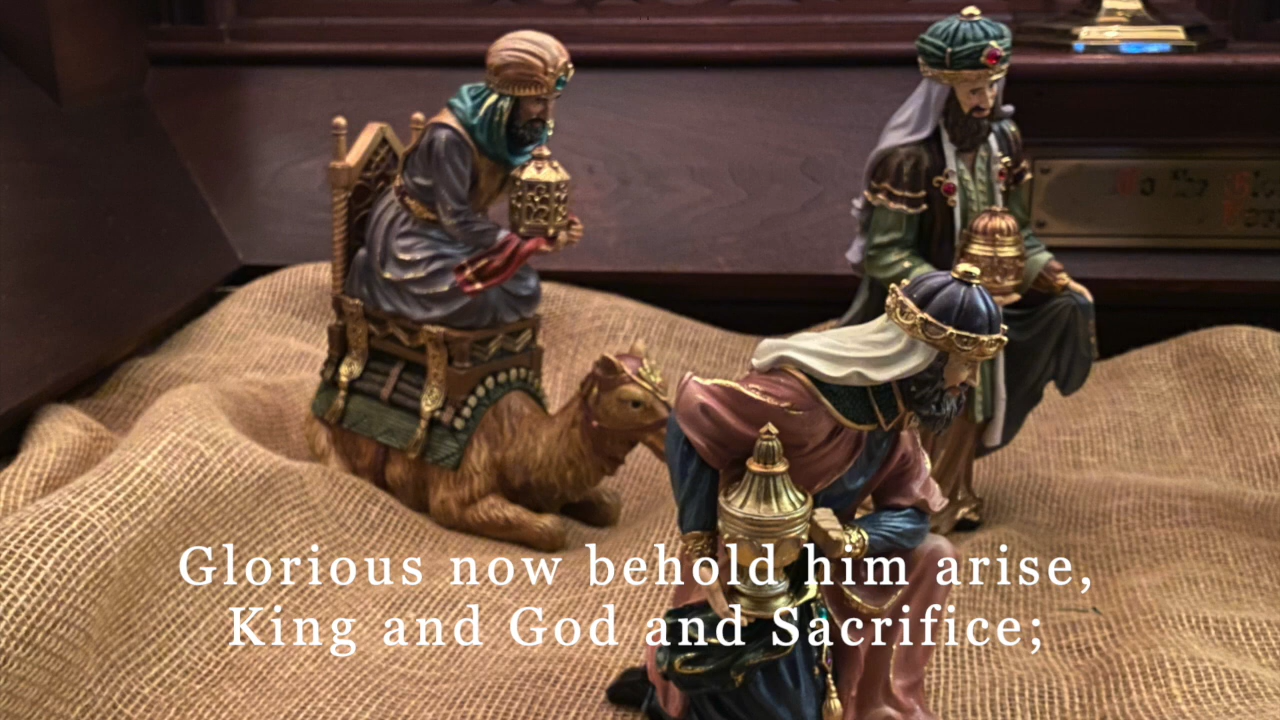 Glorious now behold him arise,
King and God and Sacrifice;